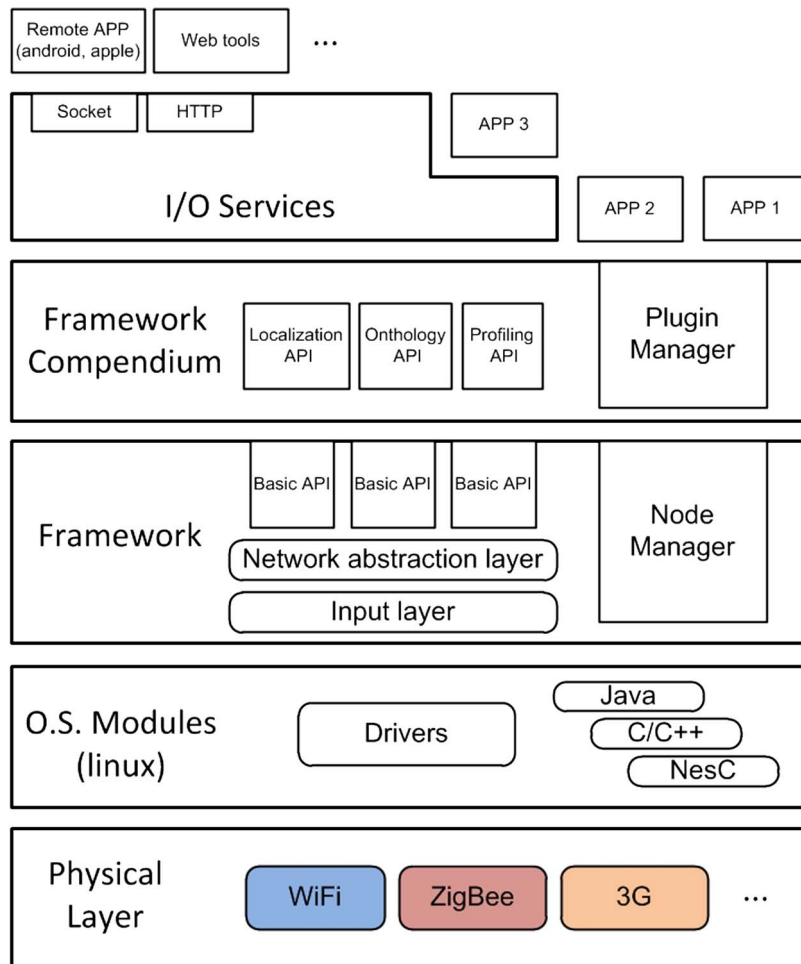 Remote APP
(android, apple)
Web tools
...
Socket
HTTP
APP 3
I/O Services
APP 2
APP 1
Framework
Compendium
Localization
API
Onthology
API
Profiling
API
Plugin
Manager
Framework
Basic API
Basic API
Basic API
Network abstraction layer
Input layer
Node
Manager
O.S. Modules
(linux)
Drivers
Java
C/C++
NesC
Physical
Layer
WiFi
ZigBee
3G
...